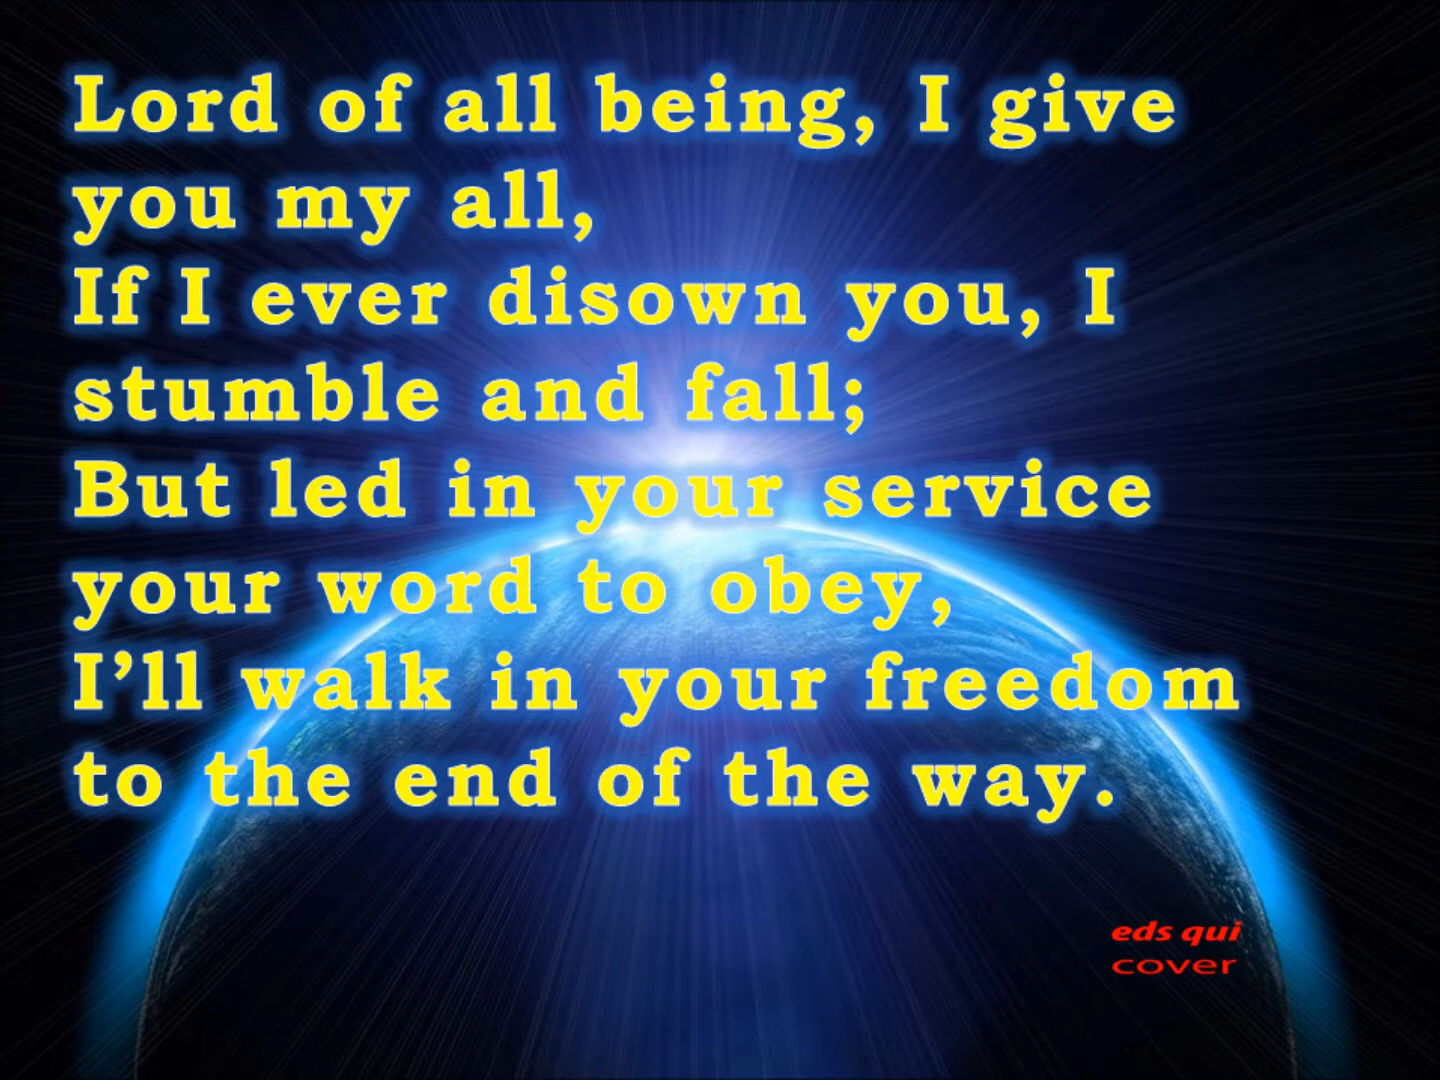 Lord of all being, I give
you my all,
If I ever disown you, I
stumble and fall;
But led in your service
your word to obey,
I’ll walk in your freedom
to the end of the way.
eds qui
cover